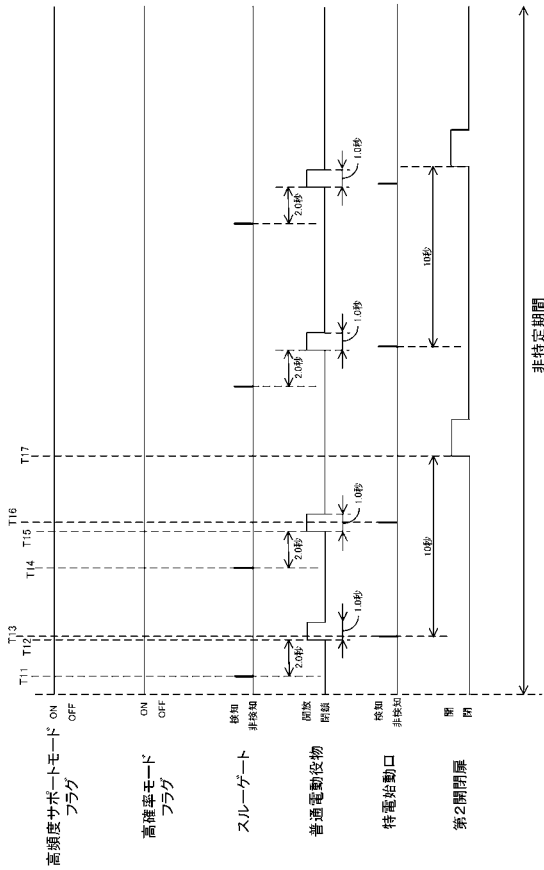 T11
T12
T13
T14
T15
T16
T17
高頻度サポートモード
フラグ
ON
OFF
高確率モード
フラグ
ON
OFF
スルーゲート
検知
非検知
普通電動役物
開放
閉鎖
2.0秒
1.0秒
2.0秒
1.0秒
2.0秒
1.0秒
2.0秒
1.0秒
特電始動口
検知
非検知
第2開閉扉
開
閉
10秒
10秒
非特定期間